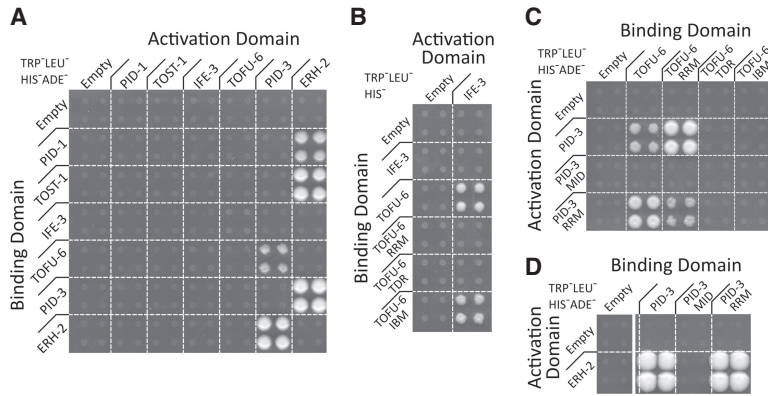 A
Activation Domain
TRP⁻LEU⁻
HIS⁻ADE⁻
Empty
PID-1
TOST-1
IFE-3
TOFU-6
PID-3
ERH-2
Binding Domain
Empty
PID-1
TOST-1
IFE-3
TOFU-6
PID-3
ERH-2
B
Activation
Domain
TRP⁻LEU⁻
HIS⁻
Empty
IFE-3
Binding Domain
Empty
IFE-3
TOFU-6
TOFU-6
RRM
TOFU-6
TDR
TOFU-6
IBM
C
Binding Domain
TRP⁻LEU⁻
HIS⁻ADE⁻
Empty
TOFU-6
TOFU-6
RRM
TOFU-6
TDR
TOFU-6
IBM
Activation Domain
Empty
PID-3
PID-3
MID
PID-3
RRM
D
Binding Domain
TRP⁻LEU⁻
HIS⁻ADE⁻
Empty
PID-3
PID-3
MID
PID-3
RRM
Activation
Domain
Empty
ERH-2